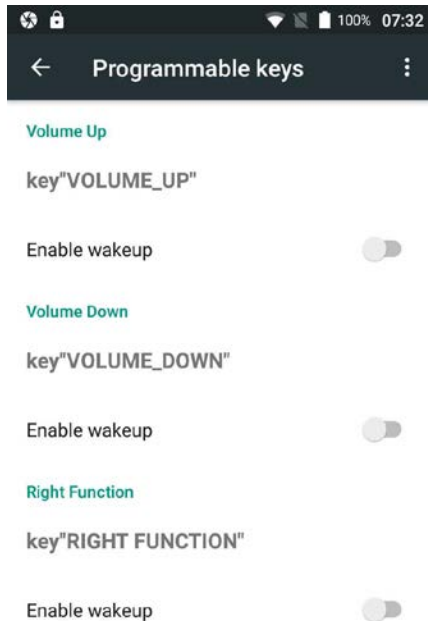 100% 07:32
Programmable keys
Volume Up
key"VOLUME_UP"
Enable wakeup
Volume Down
key"VOLUME_DOWN"
Enable wakeup
Right Function
key"RIGHT FUNCTION"
Enable wakeup